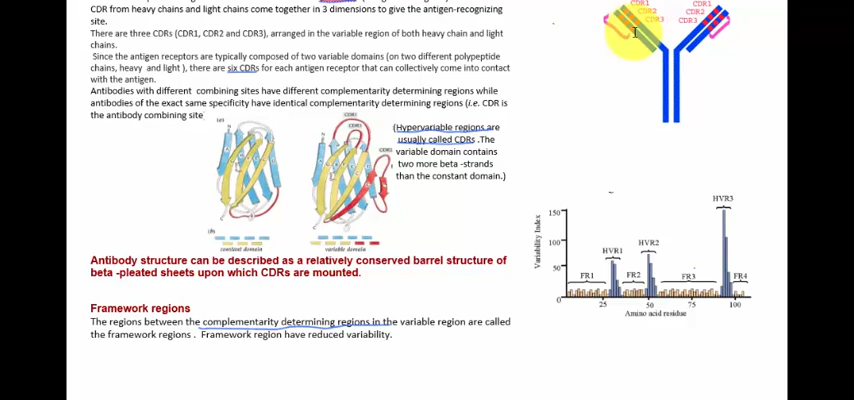 CDR from heavy chains and light chains come together in 3 dimensions to give the antigen-recognizing
site.
There are three CDRs (CDR1, CDR2 and CDR3), arranged in the variable region of both heavy chain and light
chains.
Since the antigen receptors are typically composed of two variable domains (on two different polypeptide
chains, heavy and light ), there are six CDRs for each antigen receptor that can collectively come into contact
with the antigen.
Antibodies with different combining sites have different complementarity determining regions while
antibodies of the exact same specificity have identical complementarity determining regions (i.e. CDR is
the antibody combining site
(a)
CDR1
CDR2
CDR3
(Hypervariable regions are
usually called CDRs .The
variable domain contains
two more beta -strands
than the constant domain.)
(b)
constant domain
variable domain
Antibody structure can be described as a relatively conserved barrel structure of
beta -pleated sheets upon which CDRs are mounted.
Framework regions
The regions between the complementarity determining regions in the variable region are called
the framework regions . Framework region have reduced variability.
CDR1
CDR2
CDR3
CDR1
CDR2
CDR3
Variability Index
150
100
50
0
HVR1
HVR2
HVR3
FR1
FR2
FR3
FR4
25
50
75
100
Amino acid residue